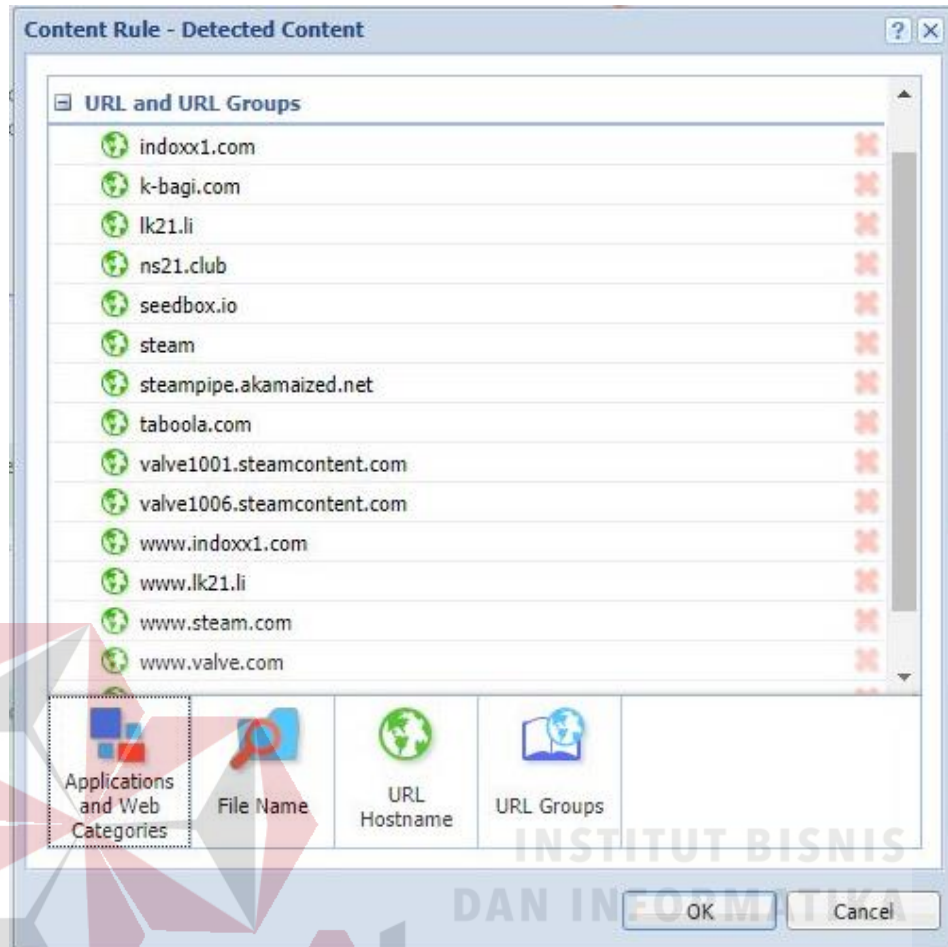 Content Rule - Detected Content
URL and URL Groups
indoxx1.com
k-bagi.com
lk21.li
ns21.club
seedbox.io
steam
steampipe.akamaized.net
taboola.com
valve1001.steamcontent.com
valve1006.steamcontent.com
www.indoxx1.com
www.lk21.li
www.steam.com
www.valve.com
Applications
and Web
Categories
File Name
URL
Hostname
URL Groups
INSTITUT BISNIS
DAN INFORMATIKA
OK
Cancel